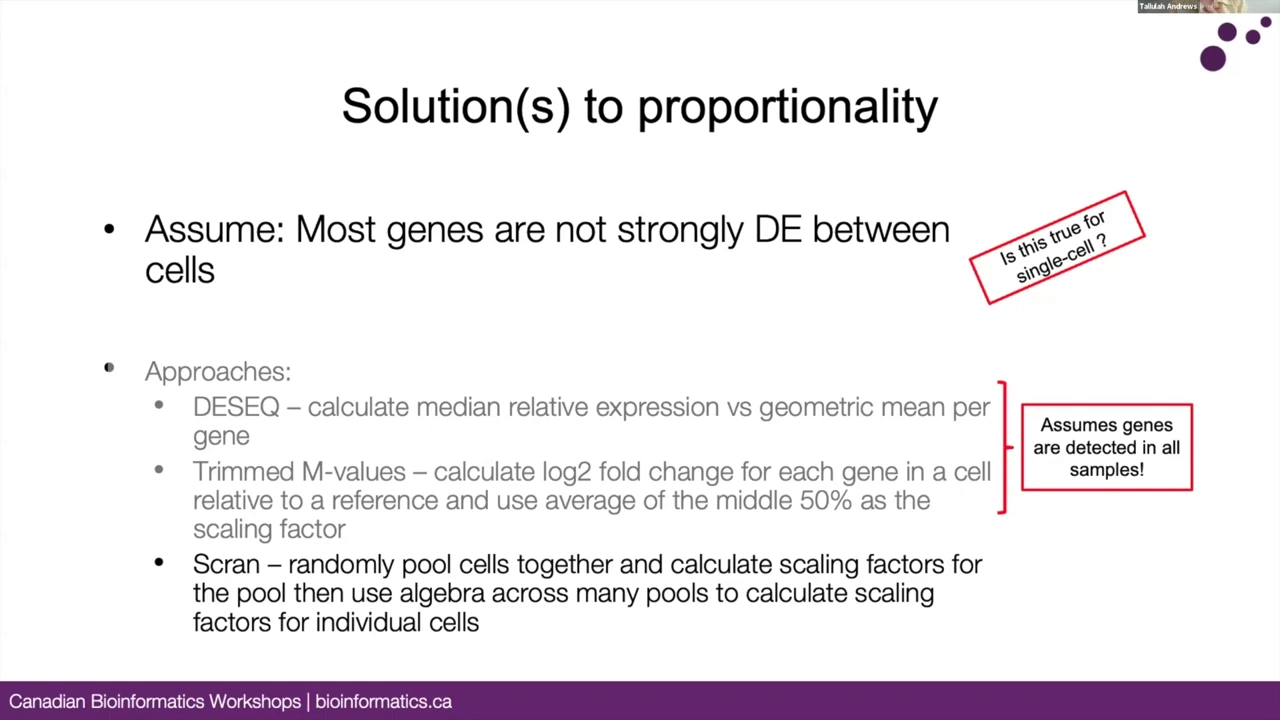 Tallulah Andrews
Solution(s) to proportionality
• Assume: Most genes are not strongly DE between
cells
Is this true for
single-cell ?
• Approaches:
• DESEQ – calculate median relative expression vs geometric mean per
gene
• Trimmed M-values – calculate log2 fold change for each gene in a cell
relative to a reference and use average of the middle 50% as the
scaling factor
Assumes genes
are detected in all
samples!
• Scran – randomly pool cells together and calculate scaling factors for
the pool then use algebra across many pools to calculate scaling
factors for individual cells
Canadian Bioinformatics Workshops | bioinformatics.ca